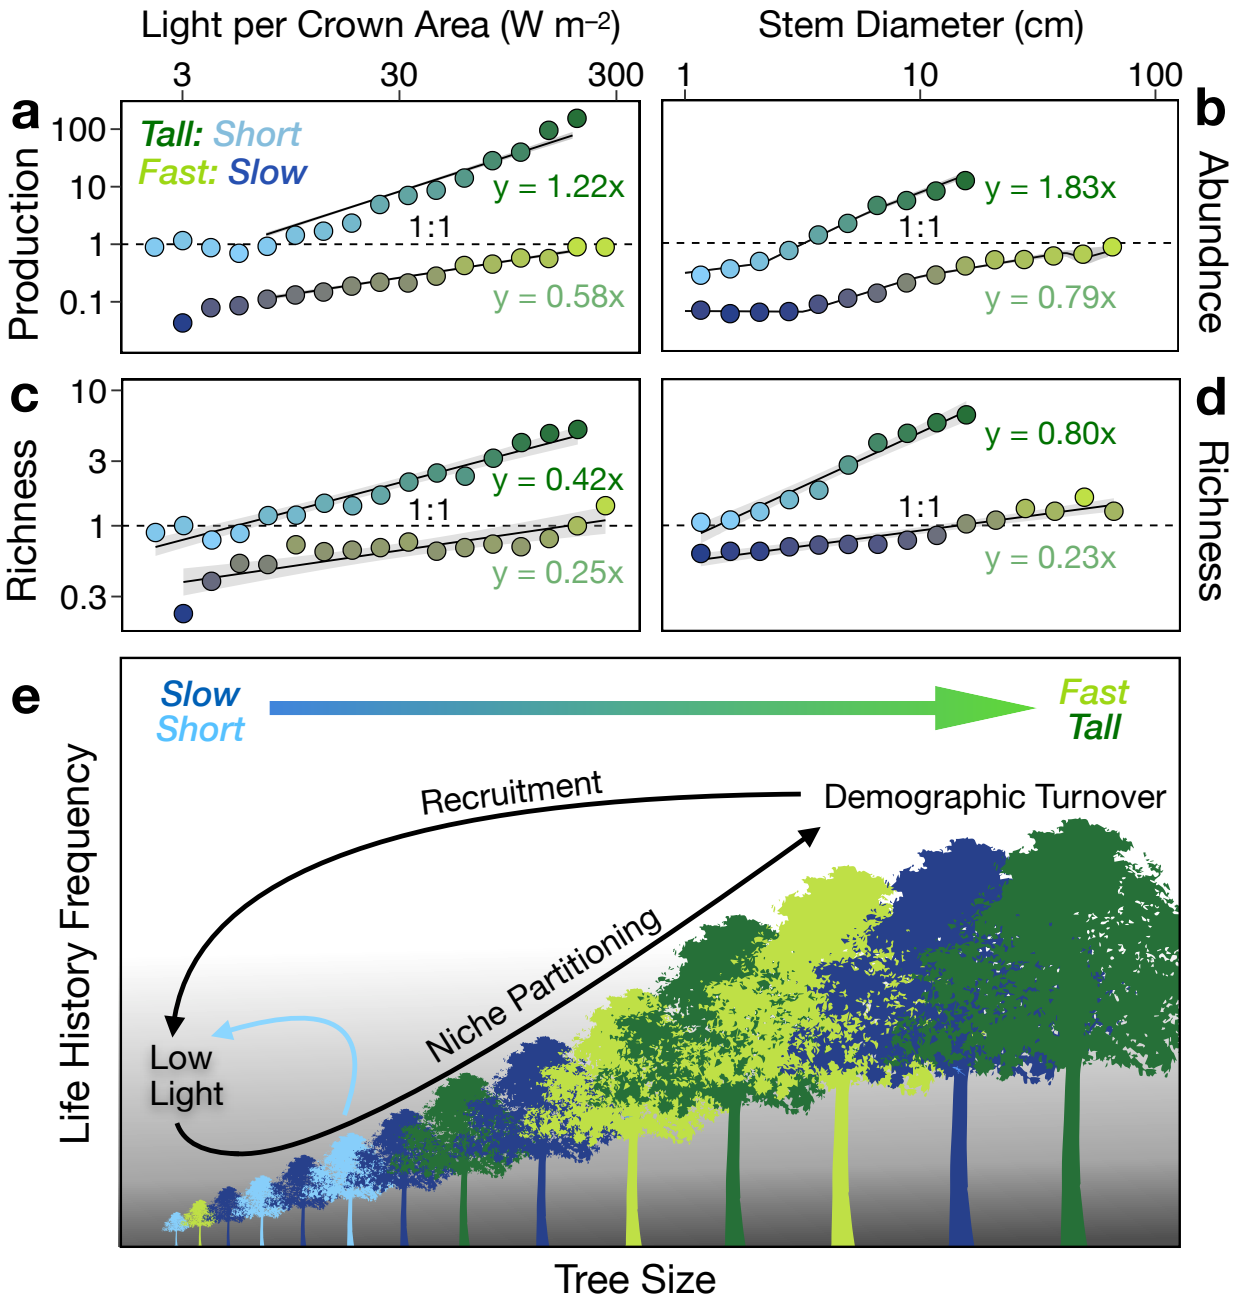 Light per Crown Area (W m⁻²)
Stem Diameter (cm)
3
30
300
1
10
100
a
Production
100
10
1
0.1
Tall: Short
Fast: Slow
y = 1.22x
1:1
y = 0.58x
b
Abundnce
y = 1.83x
1:1
y = 0.79x
c
Richness
10
3
1
0.3
y = 0.42x
1:1
y = 0.25x
d
Richness
y = 0.80x
1:1
y = 0.23x
e
Life History Frequency
Slow
Short
Fast
Tall
Recruitment
Demographic Turnover
Niche Partitioning
Low
Light
Tree Size